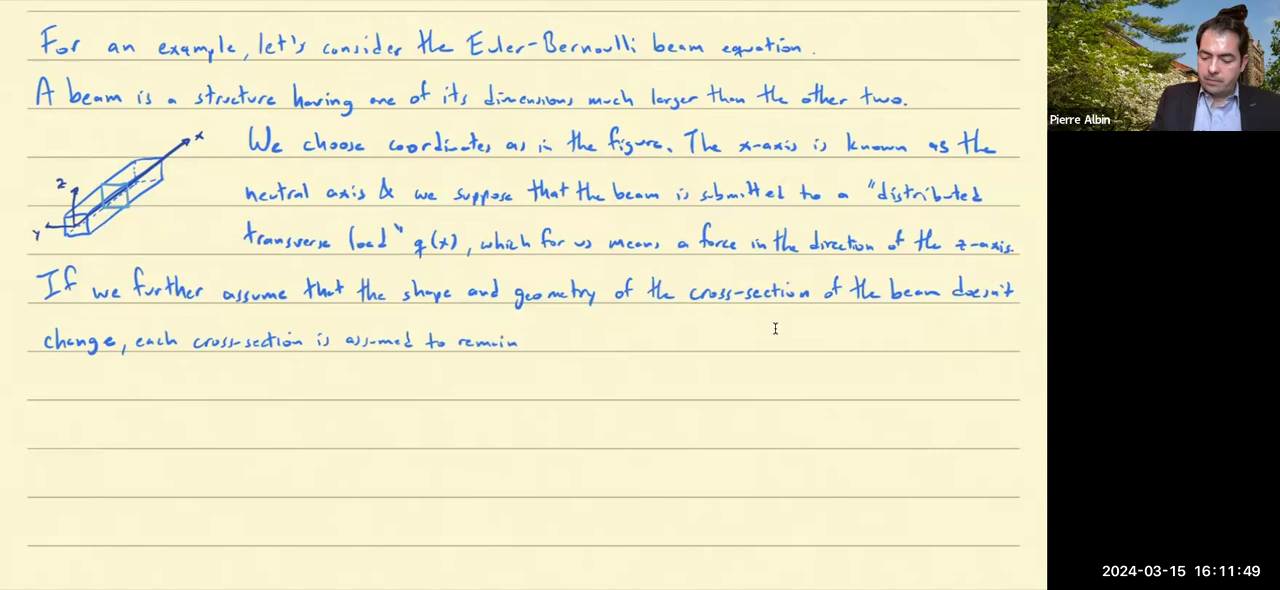 For an example, let's consider the Euler-Bernoulli beam equation.
A beam is a structure having one of its dimensions much larger than the other two.
x
z
y
We choose coordinates as in the figure. The x-axis is known as the
neutral axis & we suppose that the beam is submitted to a "distributed
transverse load" q(x), which for us means a force in the direction of the z-axis.
If we further assume that the shape and geometry of the cross-section of the beam doesn't
change, each cross-section is assumed to remain
Pierre Albin
2024-03-15 16:11:49